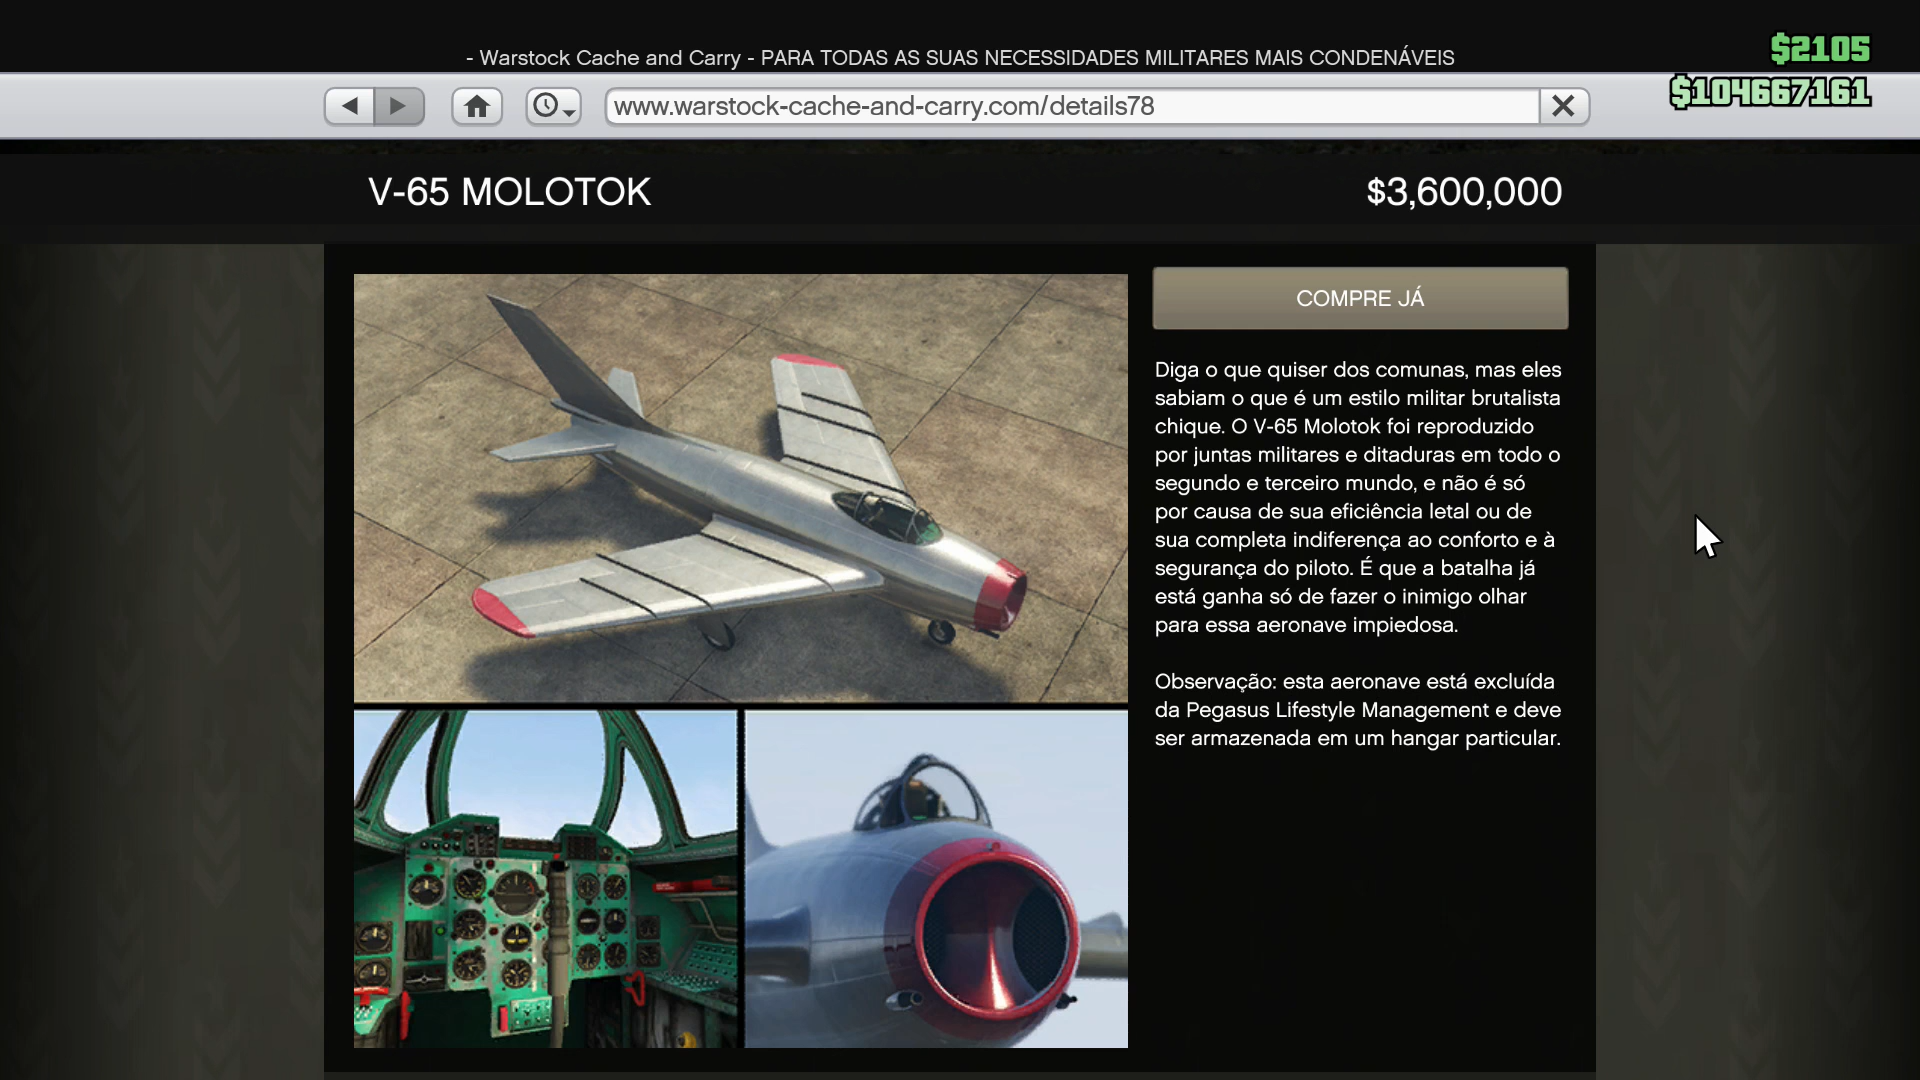 - Warstock Cache and Carry - PARA TODAS AS SUAS NECESSIDADES MILITARES MAIS CONDENÁVEIS
$2105
$104667161
www.warstock-cache-and-carry.com/details78
V-65 MOLOTOK
$3,600,000
COMPRE JÁ
Diga o que quiser dos comunas, mas eles
sabiam o que é um estilo militar brutalista
chique. O V-65 Molotok foi reproduzido
por juntas militares e ditaduras em todo o
segundo e terceiro mundo, e não é só
por causa de sua eficiência letal ou de
sua completa indiferença ao conforto e à
segurança do piloto. É que a batalha já
está ganha só de fazer o inimigo olhar
para essa aeronave impiedosa.
Observação: esta aeronave está excluída
da Pegasus Lifestyle Management e deve
ser armazenada em um hangar particular.